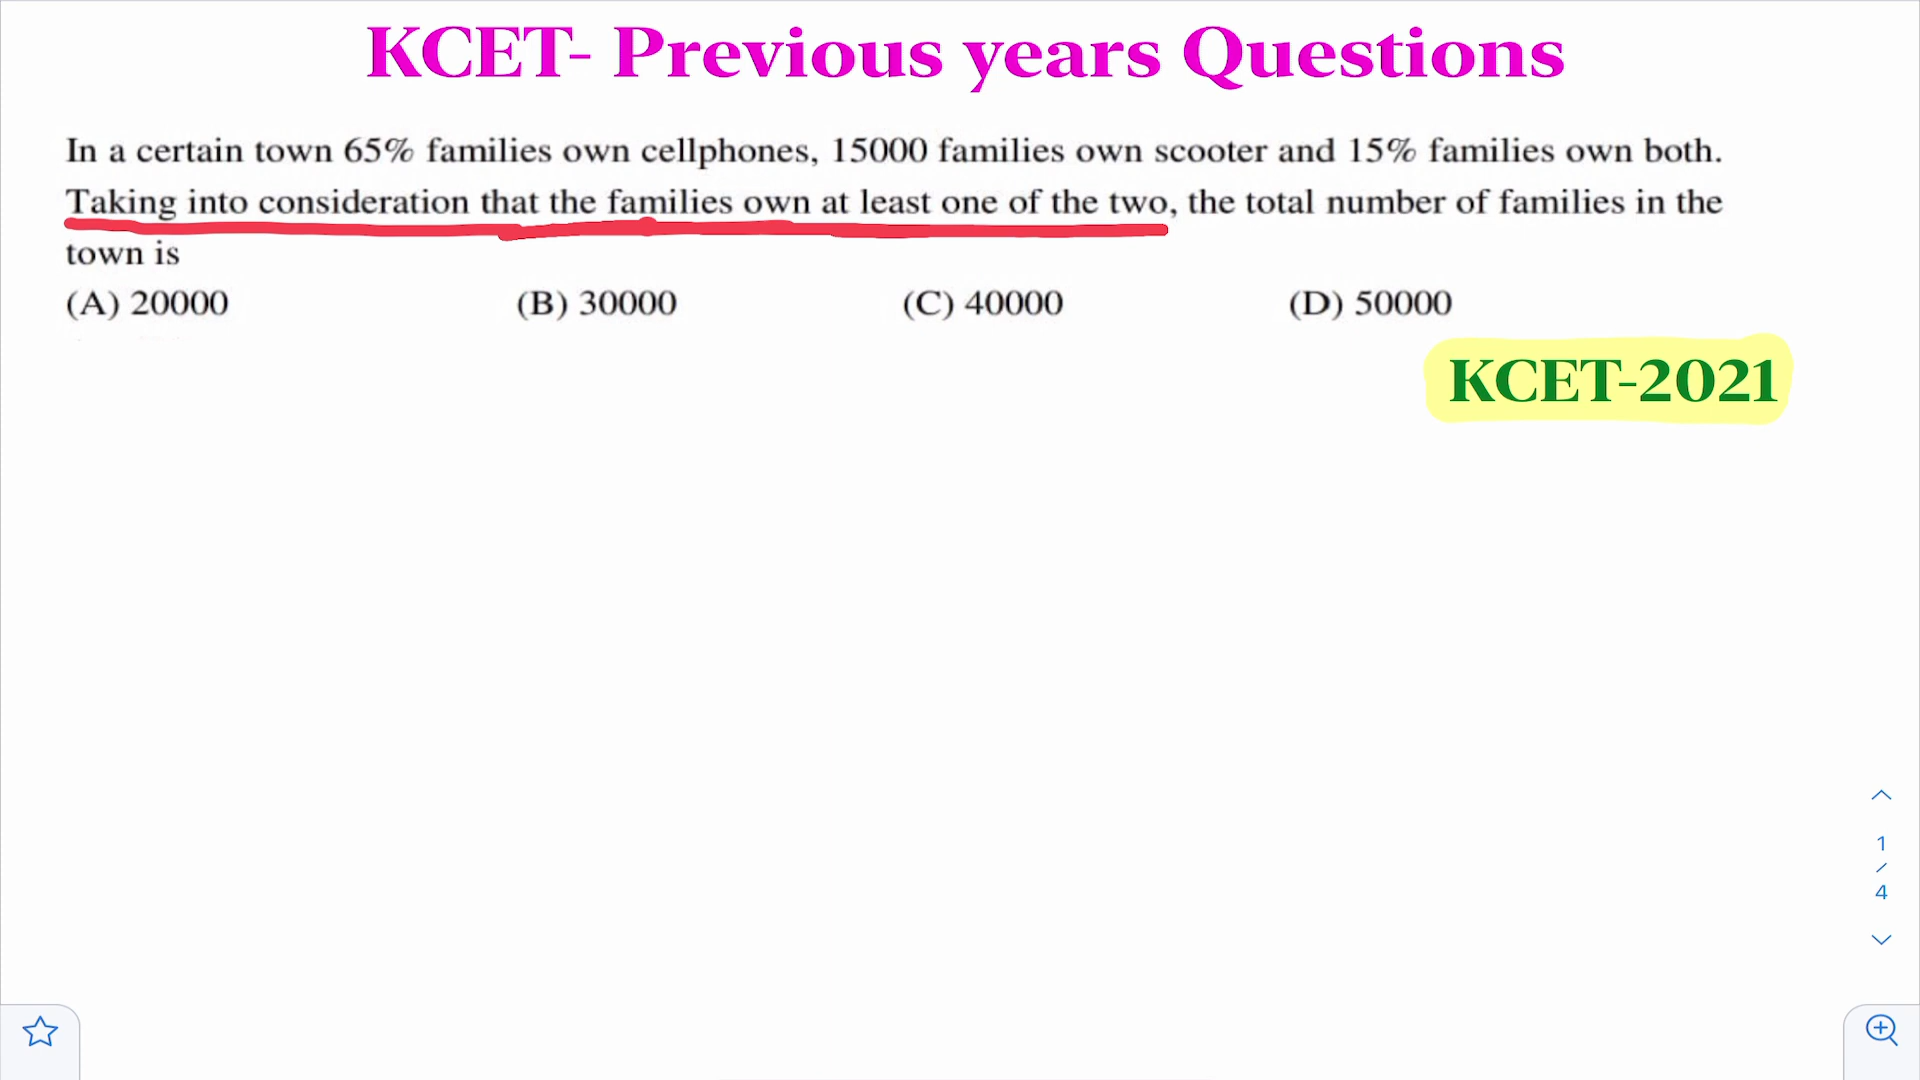 KCET- Previous years Questions
In a certain town 65% families own cellphones, 15000 families own scooter and 15% families own both.
Taking into consideration that the families own at least one of the two, the total number of families in the
town is
(A) 20000 (B) 30000 (C) 40000 (D) 50000
KCET-2021
1
/
4